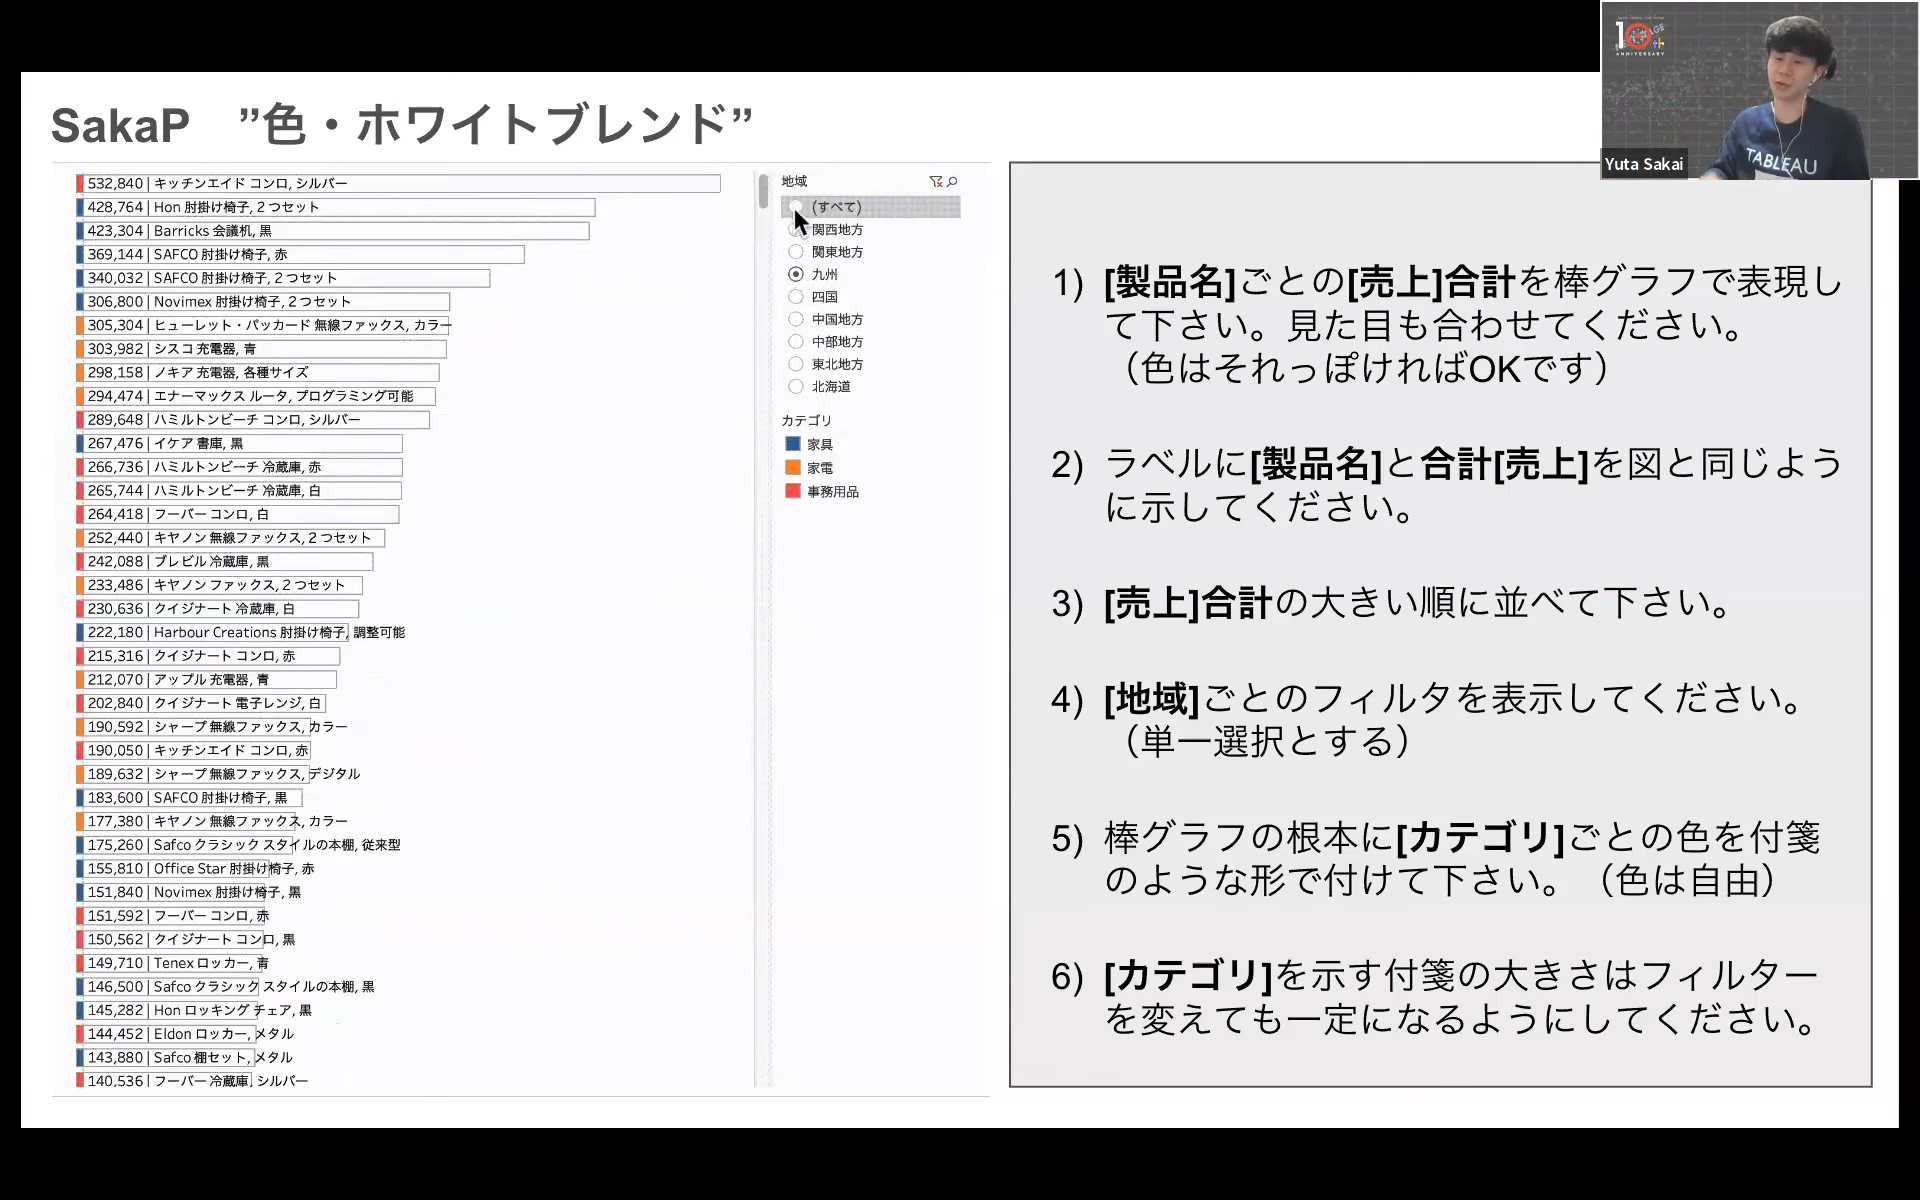 SakaP ”色・ホワイトブレンド”
532,840 | キッチンエイド コンロ, シルバー
428,764 | Hon 肘掛け椅子, 2 つセット
423,304 | Barricks 会議机, 黒
369,144 | SAFCO 肘掛け椅子, 赤
340,032 | SAFCO 肘掛け椅子, 2 つセット
306,800 | Novimex 肘掛け椅子, 2 つセット
305,304 | ヒューレット・パッカード 無線ファックス, カラー
303,982 | シスコ 充電器, 青
298,158 | ノキア 充電器, 各種サイズ
294,474 | エナーマックス ルータ, プログラミング可能
289,648 | ハミルトンビーチ コンロ, シルバー
267,476 | イケア 書庫, 黒
266,736 | ハミルトンビーチ 冷蔵庫, 赤
265,744 | ハミルトンビーチ 冷蔵庫, 白
264,418 | フーバー コンロ, 白
252,440 | キヤノン 無線ファックス, 2 つセット
242,088 | ブレビル 冷蔵庫, 黒
233,486 | キヤノン ファックス, 2 つセット
230,636 | クイジナート 冷蔵庫, 白
222,180 | Harbour Creations 肘掛け椅子, 調整可能
215,316 | クイジナート コンロ, 赤
212,070 | アップル 充電器, 青
202,840 | クイジナート 電子レンジ, 白
190,592 | シャープ 無線ファックス, カラー
190,050 | キッチンエイド コンロ, 赤
189,632 | シャープ 無線ファックス, デジタル
183,600 | SAFCO 肘掛け椅子, 黒
177,380 | キヤノン 無線ファックス, カラー
175,260 | Safco クラシック スタイルの本棚, 従来型
155,810 | Office Star 肘掛け椅子, 赤
151,840 | Novimex 肘掛け椅子, 黒
151,592 | フーバー コンロ, 赤
150,562 | クイジナート コンロ, 黒
149,710 | Tenex ロッカー, 青
146,500 | Safco クラシック スタイルの本棚, 黒
145,282 | Hon ロッキング チェア, 黒
144,452 | Eldon ロッカー, メタル
143,880 | Safco 棚セット, メタル
140,536 | フーバー 冷蔵庫, シルバー
地域
(すべて)
関西地方
関東地方
九州
四国
中国地方
中部地方
東北地方
北海道
カテゴリ
家具
家電
事務用品
1) [製品名]ごとの[売上]合計を棒グラフで表現し
て下さい。見た目も合わせてください。
（色はそれっぽければOKです）
2) ラベルに[製品名]と合計[売上]を図と同じよう
に示してください。
3) [売上]合計の大きい順に並べて下さい。
4) [地域]ごとのフィルタを表示してください。
（単一選択とする）
5) 棒グラフの根本に[カテゴリ]ごとの色を付箋
のような形で付けて下さい。（色は自由）
6) [カテゴリ]を示す付箋の大きさはフィルター
を変えても一定になるようにしてください。
10th
ANNIVERSARY
TABLEAU
Yuta Sakai